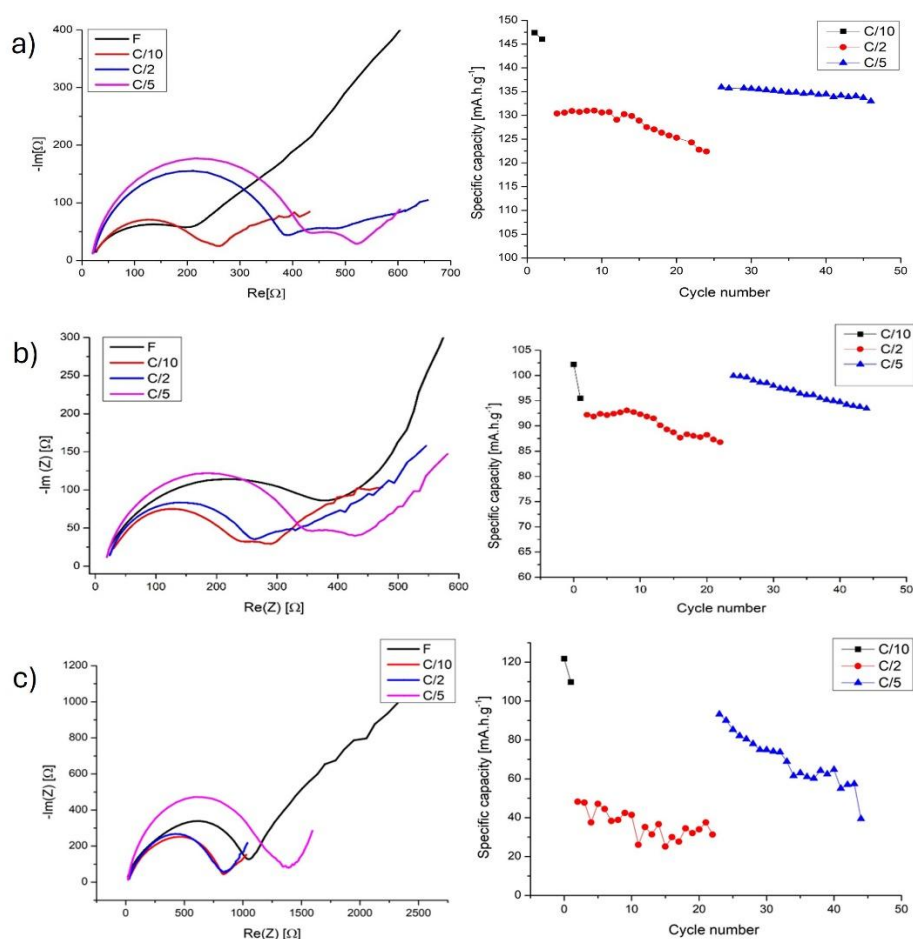 a)
F
C/10
C/2
C/5
-Im[Ω]
400
300
200
100
0
0 100 200 300 400 500 600 700
Re[Ω]
C/10
C/2
C/5
Specific capacity [mA.h.g⁻¹]
150
145
140
135
130
125
120
115
110
105
100
0 10 20 30 40 50
Cycle number
b)
F
C/10
C/2
C/5
-Im (Z) [Ω]
300
250
200
150
100
50
0
0 100 200 300 400 500 600
Re(Z) [Ω]
C/10
C/2
C/5
Specific capacity [mA.h.g⁻¹]
105
100
95
90
85
80
75
70
65
60
0 10 20 30 40 50
Cycle number
c)
F
C/10
C/2
C/5
-Im(Z) [Ω]
1200
1000
800
600
400
200
0
0 500 1000 1500 2000 2500
Re(Z) [Ω]
C/10
C/2
C/5
Specific capacity [mA.h.g⁻¹]
120
100
80
60
40
20
0
0 10 20 30 40 50
Cycle number